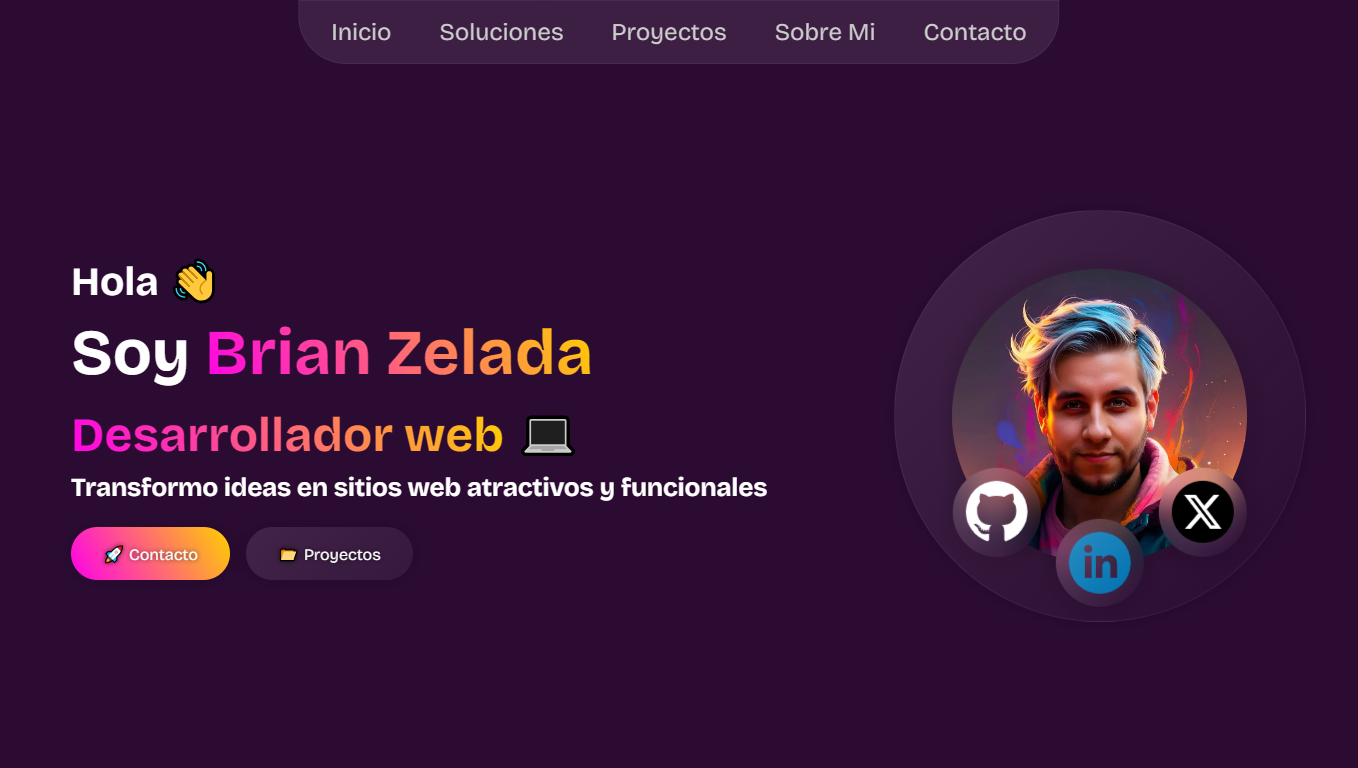 Inicio Soluciones Proyectos Sobre Mi Contacto
Hola 👋
Soy Brian Zelada
Desarrollador web 💻
Transformo ideas en sitios web atractivos y funcionales
🚀 Contacto 📂 Proyectos
in